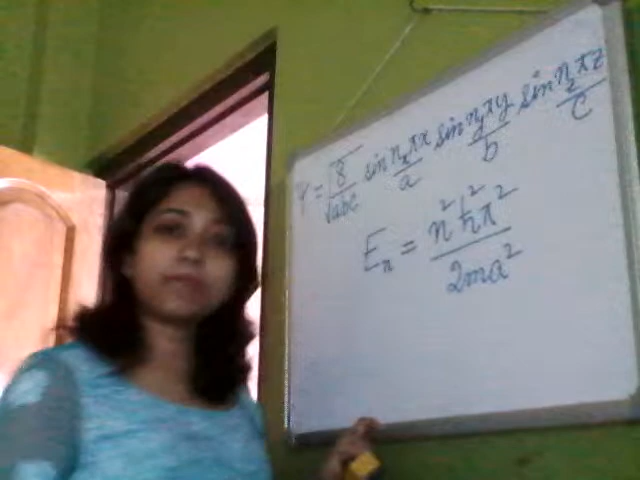 Ψ = √8/√abc sin nₓπx/a sin n_yπy/b sin n_zπz/c
Eₙ = n²ħ²π²/2ma²